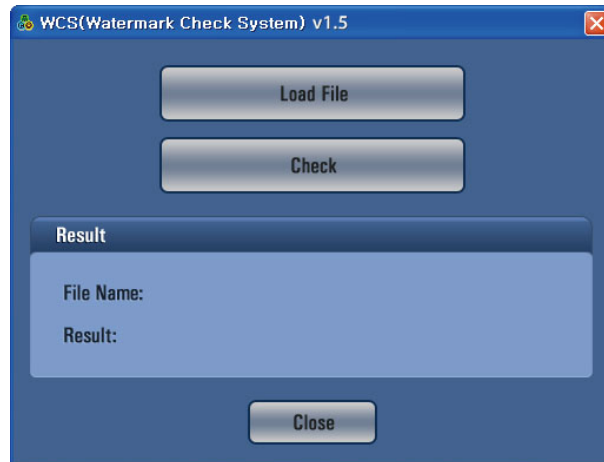 WCS(Watermark Check System) v1.5
Load File
Check
Result
File Name:
Result:
Close